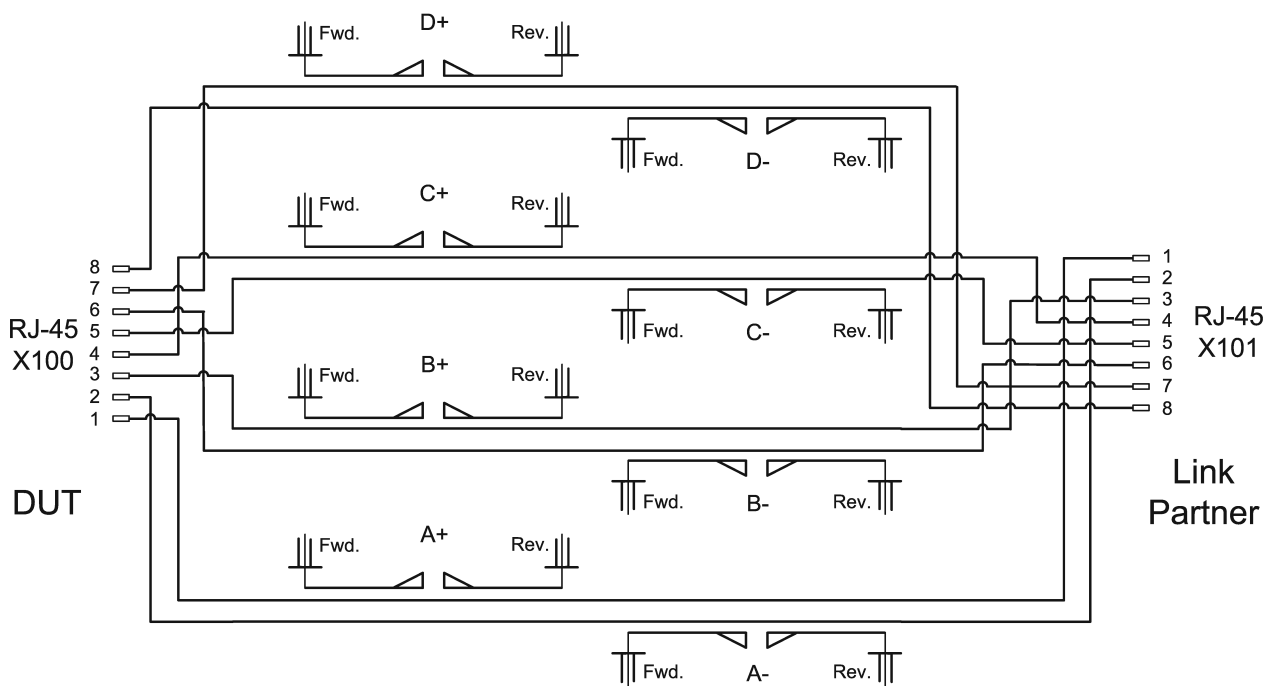 D+
Fwd.
Rev.
Fwd.
D-
Rev.
C+
Fwd.
Rev.
8
7
6
5
4
3
2
1
RJ-45
X100
DUT
Fwd.
C-
Rev.
B+
Fwd.
Rev.
Fwd.
B-
Rev.
A+
Fwd.
Rev.
Fwd.
A-
Rev.
1
2
3
4
5
6
7
8
RJ-45
X101
Link
Partner